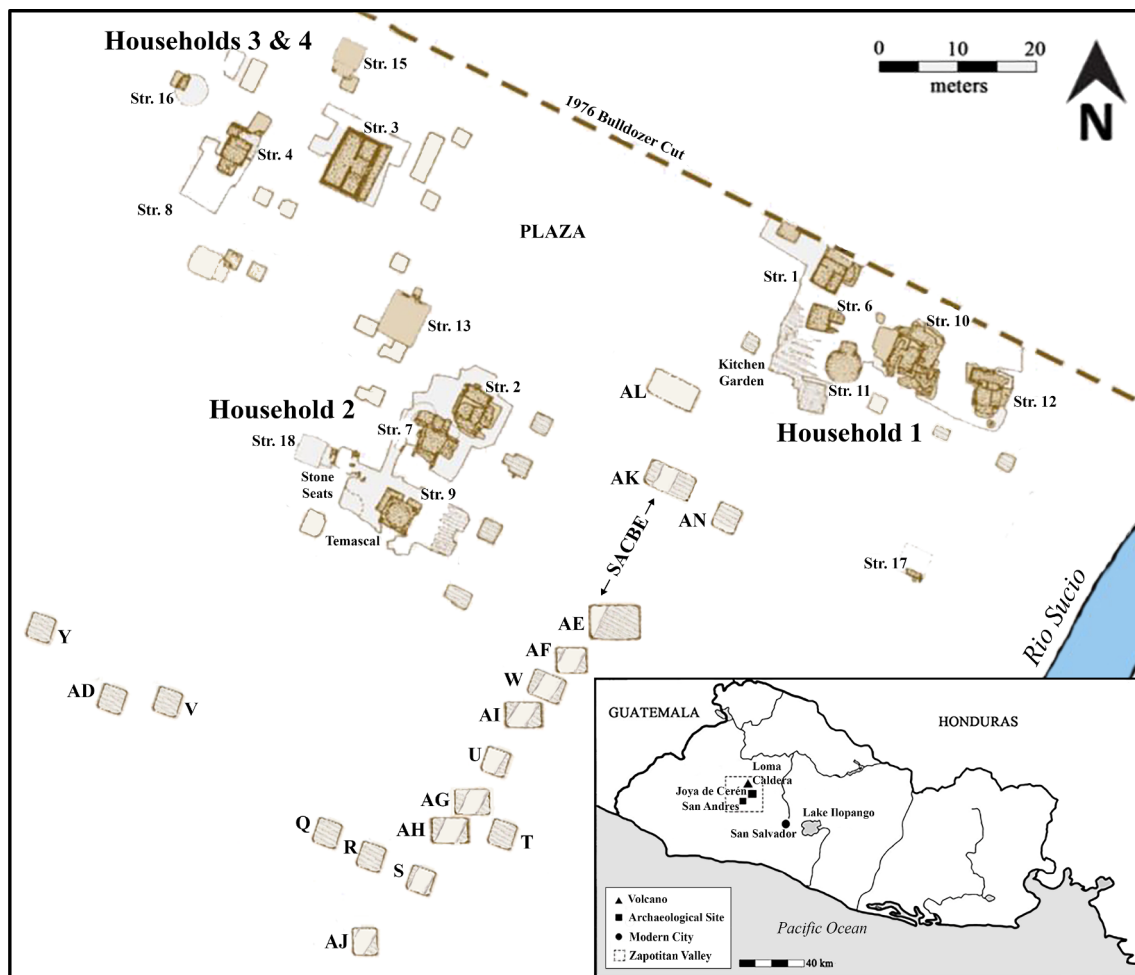 Households 3 & 4
Str. 15
Str. 16
Str. 3
Str. 4
Str. 8
1976 Bulldozer Cut
0 10 20
meters
N
PLAZA
Str. 13
Str. 1
Str. 6
Str. 10
Kitchen
Garden
Str. 11
Str. 12
Household 1
Household 2
Str. 2
Str. 7
Str. 18
Stone
Seats
Str. 9
Temascal
AL
AK
AN
SACBE
Str. 17
Rio Sucio
AE
AF
W
AI
U
AG
AH
T
Y
AD
V
Q
R
S
AJ
GUATEMALA
HONDURAS
Loma
Caldera
Joya de Cerén
San Andres
Lake Ilopango
San Salvador
Pacific Ocean
Volcano
Archaeological Site
Modern City
Zapotitan Valley
40 km